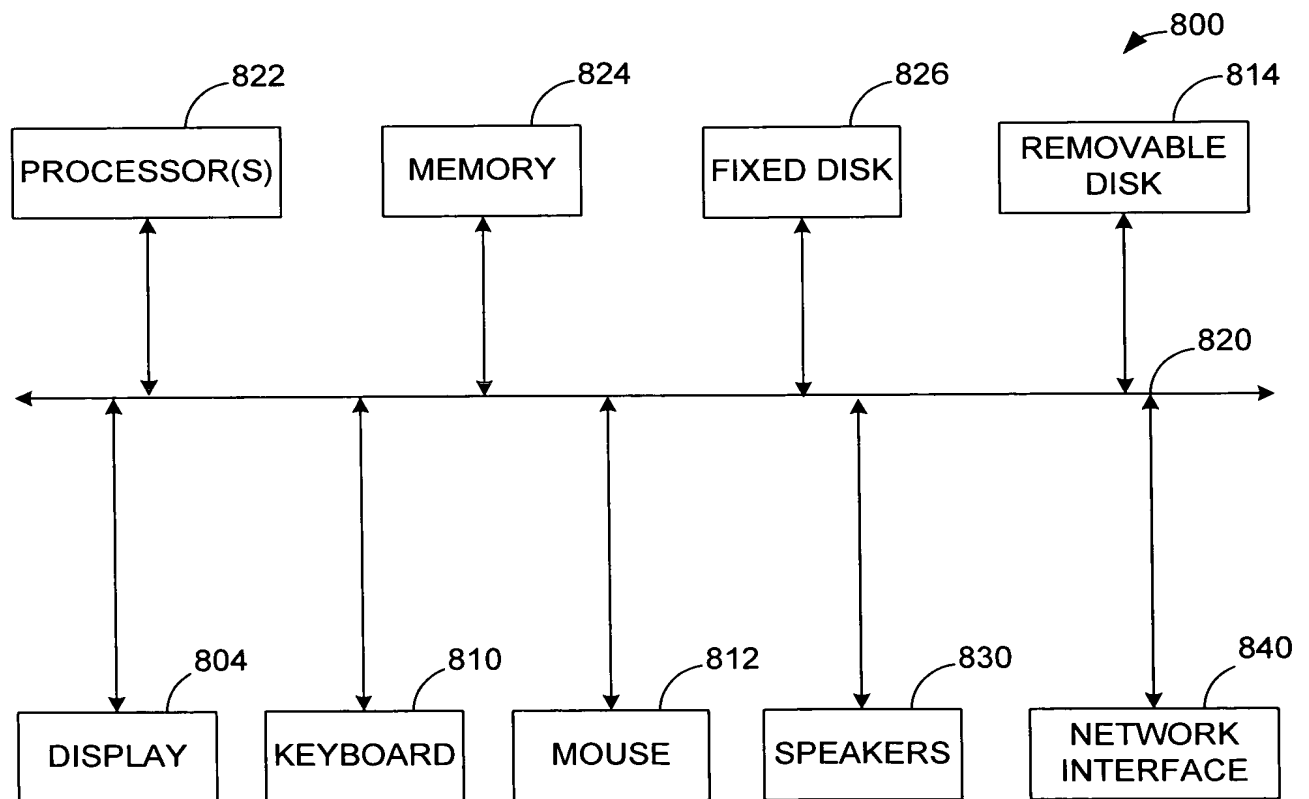 800
822
824
826
814
PROCESSOR(S)
MEMORY
FIXED DISK
REMOVABLE
DISK
820
804
810
812
830
840
DISPLAY
KEYBOARD
MOUSE
SPEAKERS
NETWORK
INTERFACE